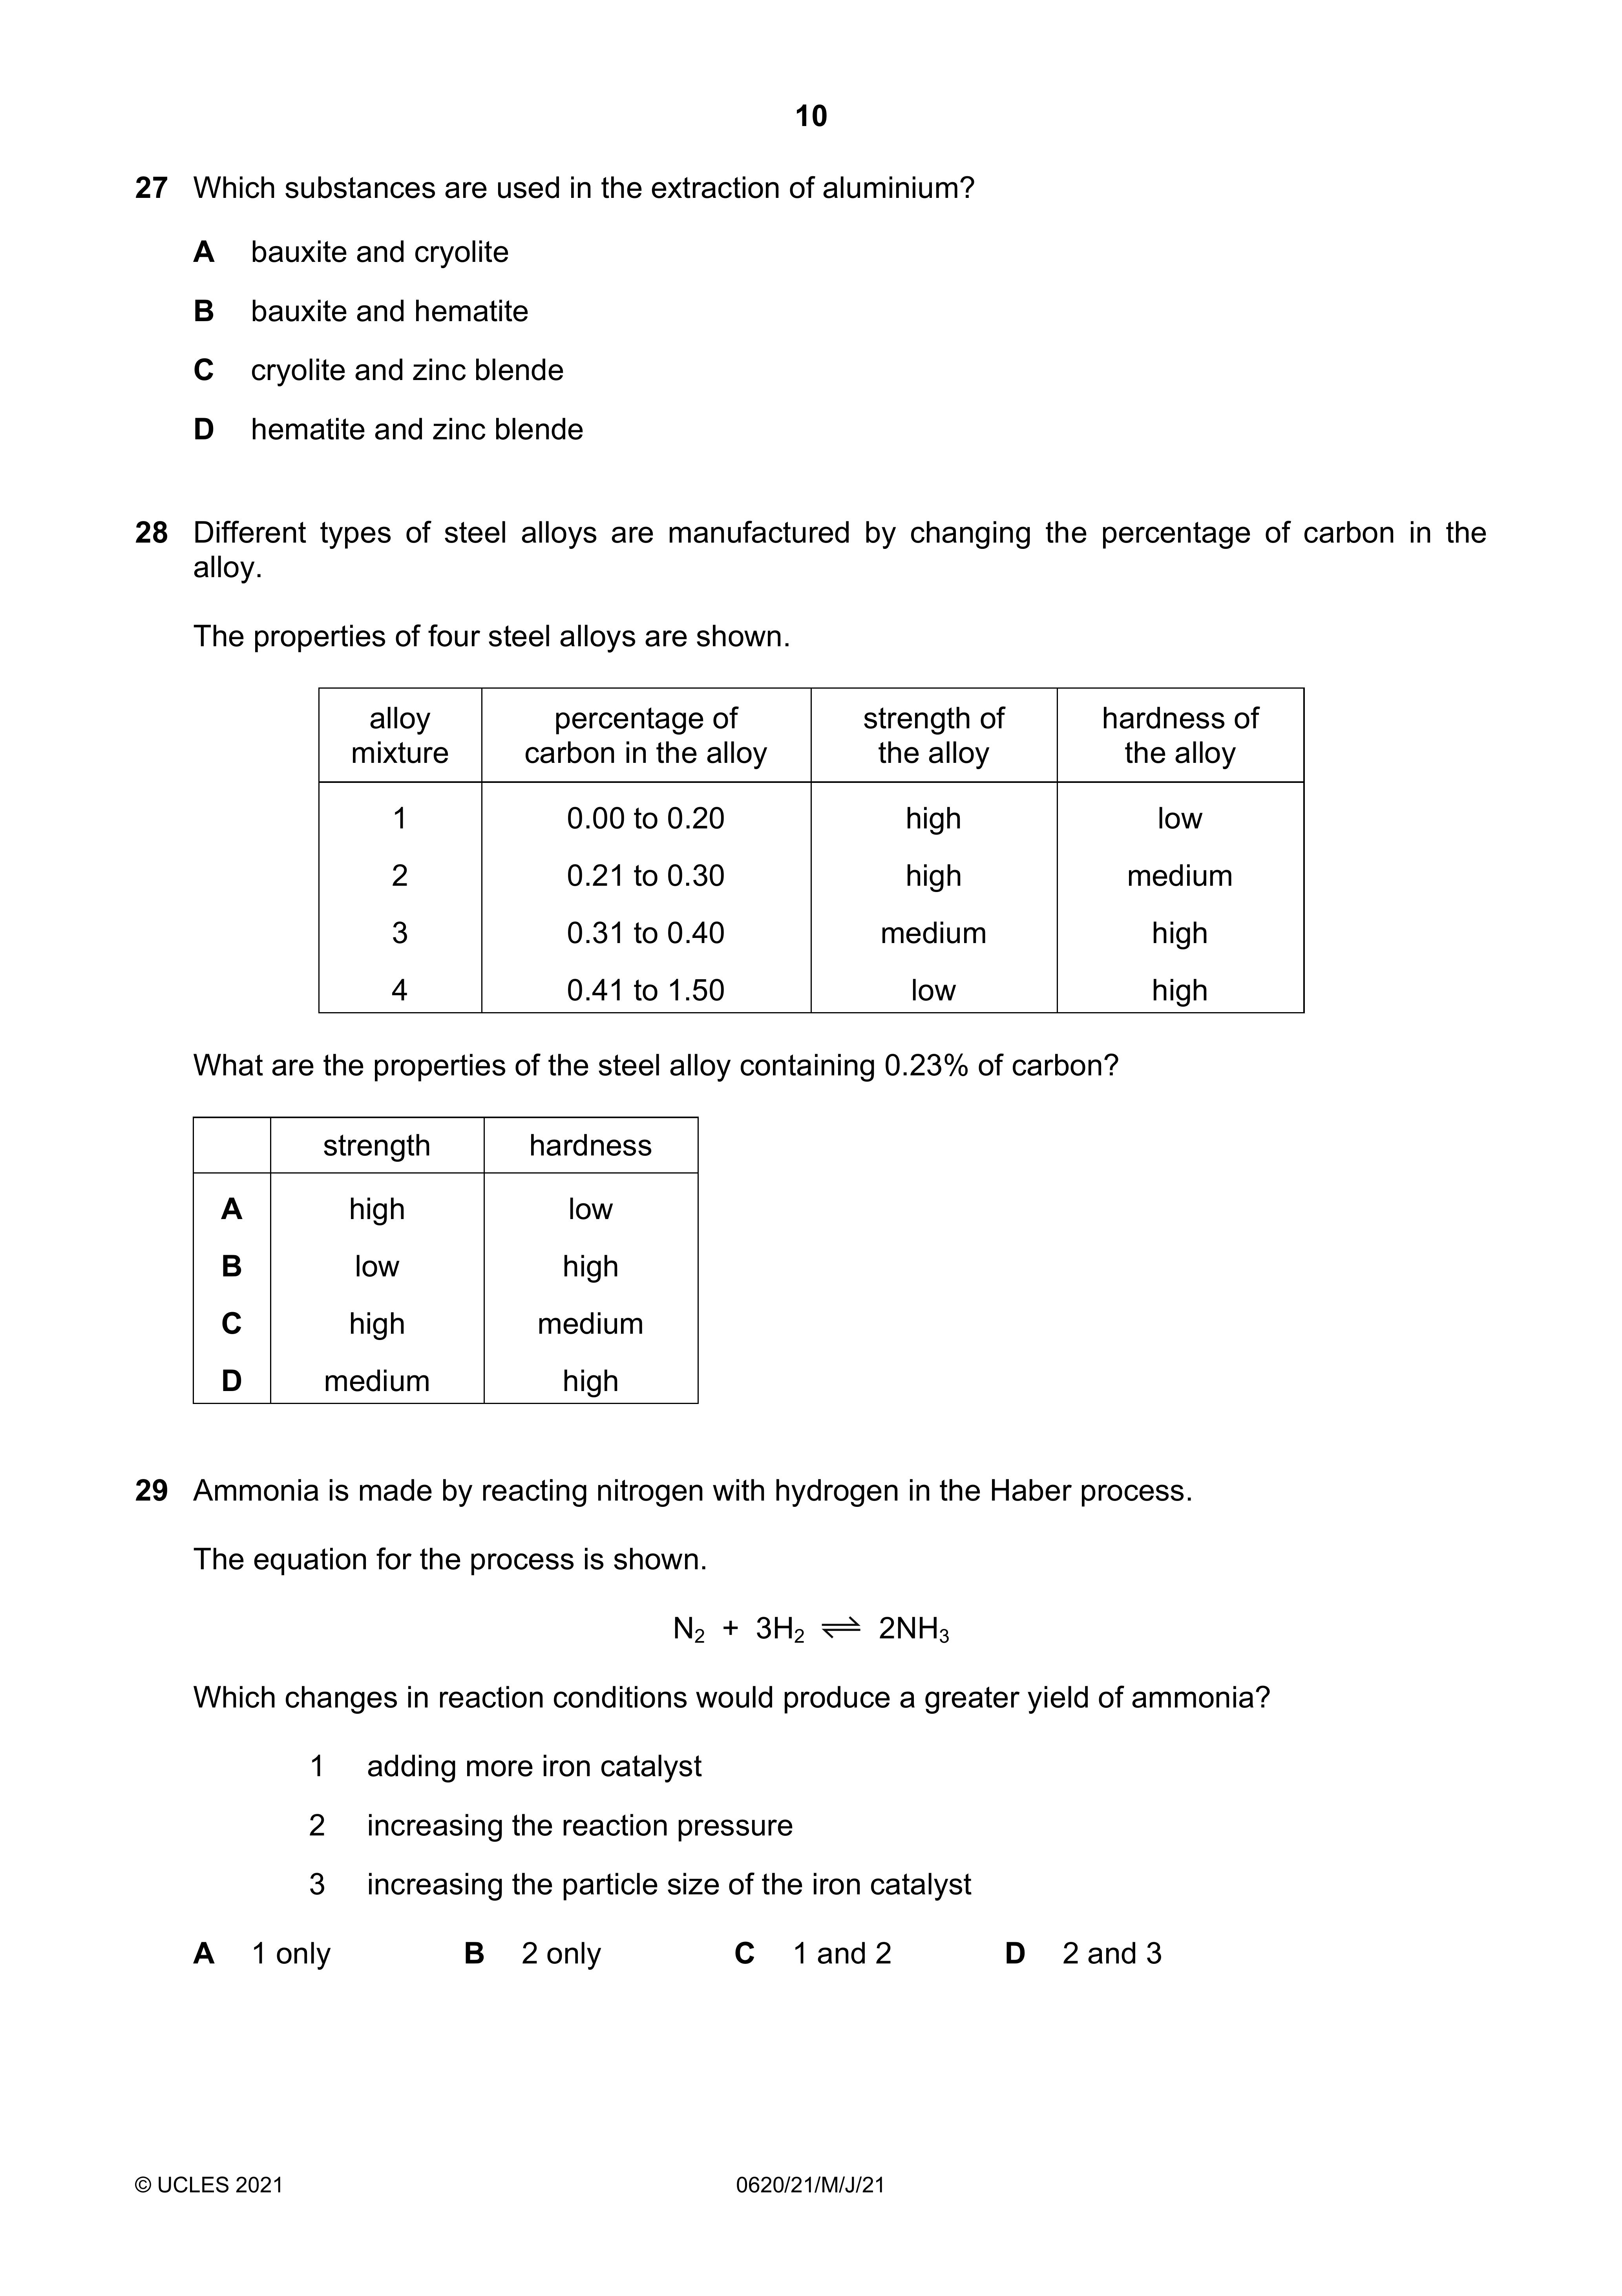 10
27 Which substances are used in the extraction of aluminium?
A bauxite and cryolite
B bauxite and hematite
C cryolite and zinc blende
D hematite and zinc blende
28 Different types of steel alloys are manufactured by changing the percentage of carbon in the
alloy.
The properties of four steel alloys are shown.
alloy mixture percentage of carbon in the alloy strength of the alloy hardness of the alloy
1 0.00 to 0.20 high low
2 0.21 to 0.30 high medium
3 0.31 to 0.40 medium high
4 0.41 to 1.50 low high
What are the properties of the steel alloy containing 0.23% of carbon?
strength hardness
A high low
B low high
C high medium
D medium high
29 Ammonia is made by reacting nitrogen with hydrogen in the Haber process.
The equation for the process is shown.
N₂ + 3H₂ ⇌ 2NH₃
Which changes in reaction conditions would produce a greater yield of ammonia?
1 adding more iron catalyst
2 increasing the reaction pressure
3 increasing the particle size of the iron catalyst
A 1 only B 2 only C 1 and 2 D 2 and 3
© UCLES 2021 0620/21/M/J/21